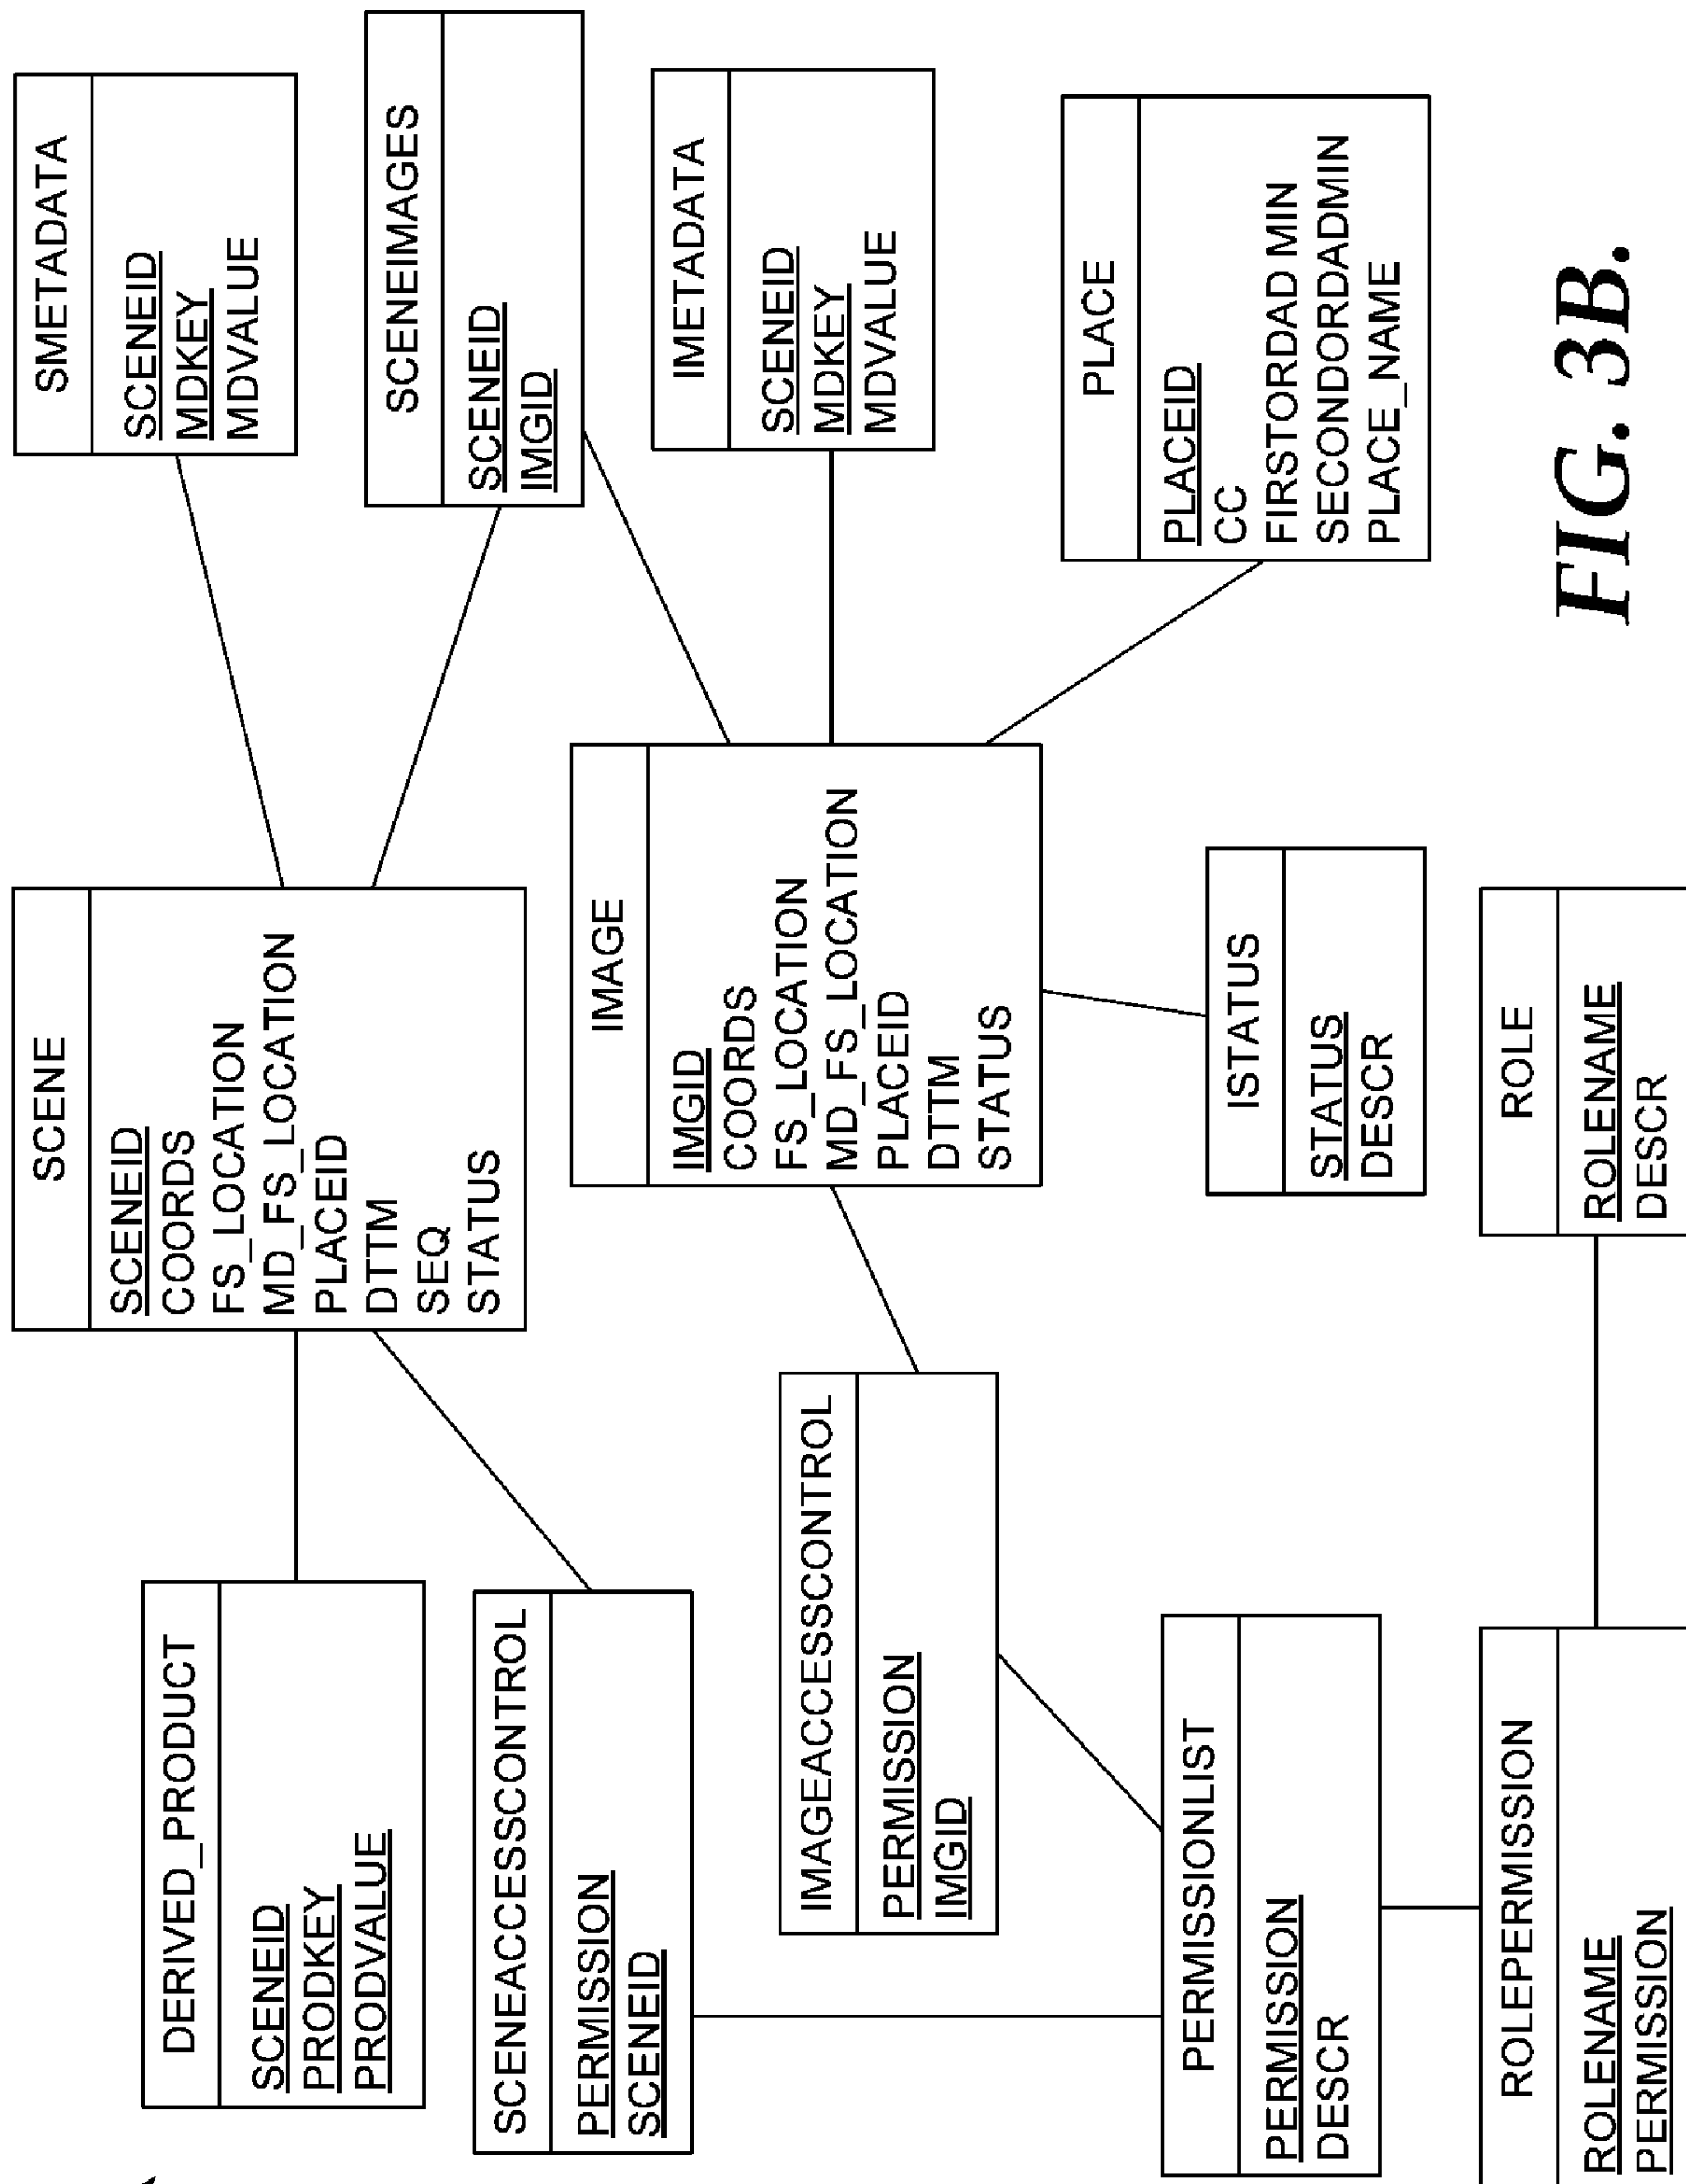 DERIVED_PRODUCT
SCENEID
PRODKEY
PRODVALUE
SCENE
SCENEID
COORDS
FS_LOCATION
MD_FS_LOCATION
PLACEID
DTTM
SEQ
STATUS
SMETADATA
SCENEID
MDKEY
MDVALUE
SCENEACCESSCONTROL
PERMISSION
SCENEID
SCENEIMAGES
SCENEID
IMGID
IMAGEACCESSCONTROL
PERMISSION
IMGID
IMAGE
IMGID
COORDS
FS_LOCATION
MD_FS_LOCATION
PLACEID
DTTM
STATUS
IMETADATA
SCENEID
MDKEY
MDVALUE
PERMISSIONLIST
PERMISSION
DESCR
ISTATUS
STATUS
DESCR
PLACE
PLACEID
CC
FIRSTORDAD MIN
SECONDORDADMIN
PLACE_NAME
ROLEPERMISSION
ROLENAME
PERMISSION
ROLE
ROLENAME
DESCR
FIG. 3B.